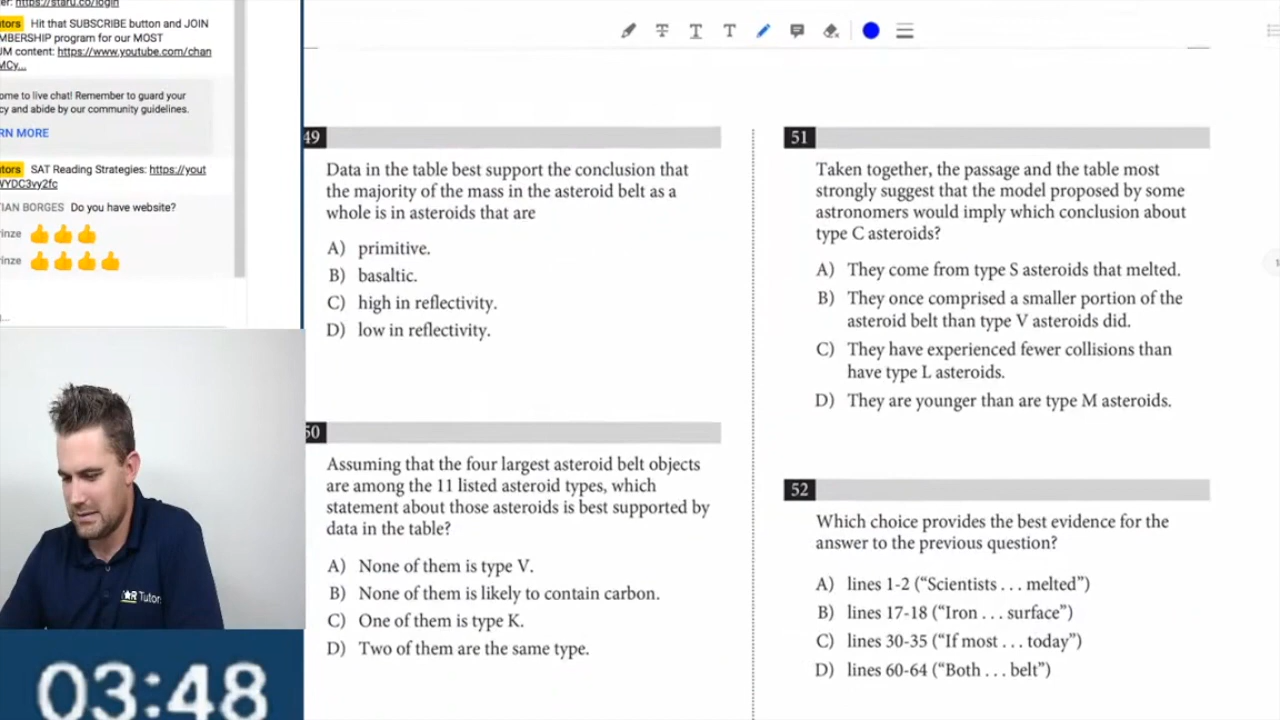 https://staru.co/login
Hit that SUBSCRIBE button and JOIN
program for our MOST
content: https://www.youtube.com/chan
MCy...
to live chat! Remember to guard your
and abide by our community guidelines.
MORE
SAT Reading Strategies: https://yout
WYDC3vy2fc
BORGES Do you have website?
49
Data in the table best support the conclusion that
the majority of the mass in the asteroid belt as a
whole is in asteroids that are
A) primitive.
B) basaltic.
C) high in reflectivity.
D) low in reflectivity.
50
Assuming that the four largest asteroid belt objects
are among the 11 listed asteroid types, which
statement about those asteroids is best supported by
data in the table?
A) None of them is type V.
B) None of them is likely to contain carbon.
C) One of them is type K.
D) Two of them are the same type.
51
Taken together, the passage and the table most
strongly suggest that the model proposed by some
astronomers would imply which conclusion about
type C asteroids?
A) They come from type S asteroids that melted.
B) They once comprised a smaller portion of the
asteroid belt than type V asteroids did.
C) They have experienced fewer collisions than
have type L asteroids.
D) They are younger than are type M asteroids.
52
Which choice provides the best evidence for the
answer to the previous question?
A) lines 1-2 (“Scientists . . . melted”)
B) lines 17-18 (“Iron . . . surface”)
C) lines 30-35 (“If most . . . today”)
D) lines 60-64 (“Both . . . belt”)
03:48